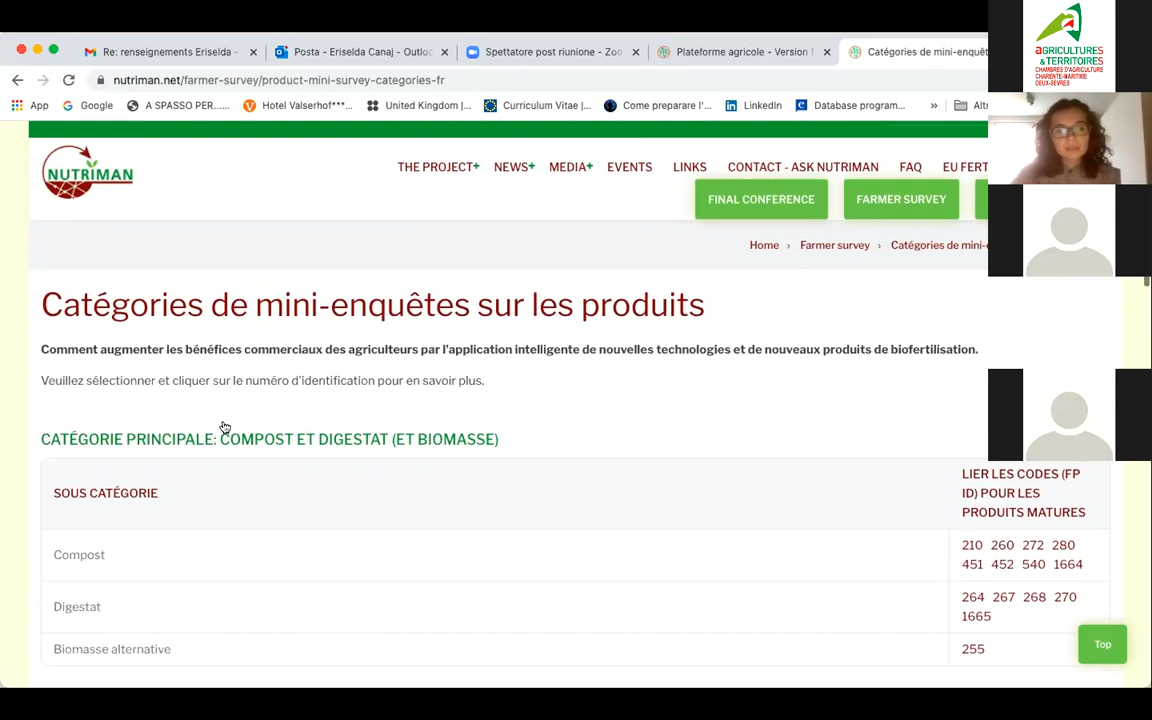 Re: renseignements Eriselda -
Posta - Eriselda Canaj - Outloo
Spettatore post riunione - Zoo
Plateforme agricole - Version f
Catégories de mini-enquêt
nutriman.net/farmer-survey/product-mini-survey-categories-fr
App
Google
A SPASSO PER.....
Hotel Valserhof***...
United Kingdom |...
Curriculum Vitae |...
Come preparare l'...
LinkedIn
Database program...
»
Altr
AGRICULTURES
& TERRITOIRES
CHAMBRES D'AGRICULTURE
CHARENTE-MARITIME
DEUX-SÈVRES
NUTRIMAN
THE PROJECT+ NEWS+ MEDIA+ EVENTS LINKS CONTACT - ASK NUTRIMAN FAQ EU FERT
FINAL CONFERENCE
FARMER SURVEY
Home › Farmer survey › Catégories de mini-e
Catégories de mini-enquêtes sur les produits
Comment augmenter les bénéfices commerciaux des agriculteurs par l'application intelligente de nouvelles technologies et de nouveaux produits de biofertilisation.
Veuillez sélectionner et cliquer sur le numéro d'identification pour en savoir plus.
CATÉGORIE PRINCIPALE: COMPOST ET DIGESTAT (ET BIOMASSE)
SOUS CATÉGORIE
LIER LES CODES (FP
ID) POUR LES
PRODUITS MATURES
Compost
210 260 272 280
451 452 540 1664
Digestat
264 267 268 270
1665
Biomasse alternative
255
Top